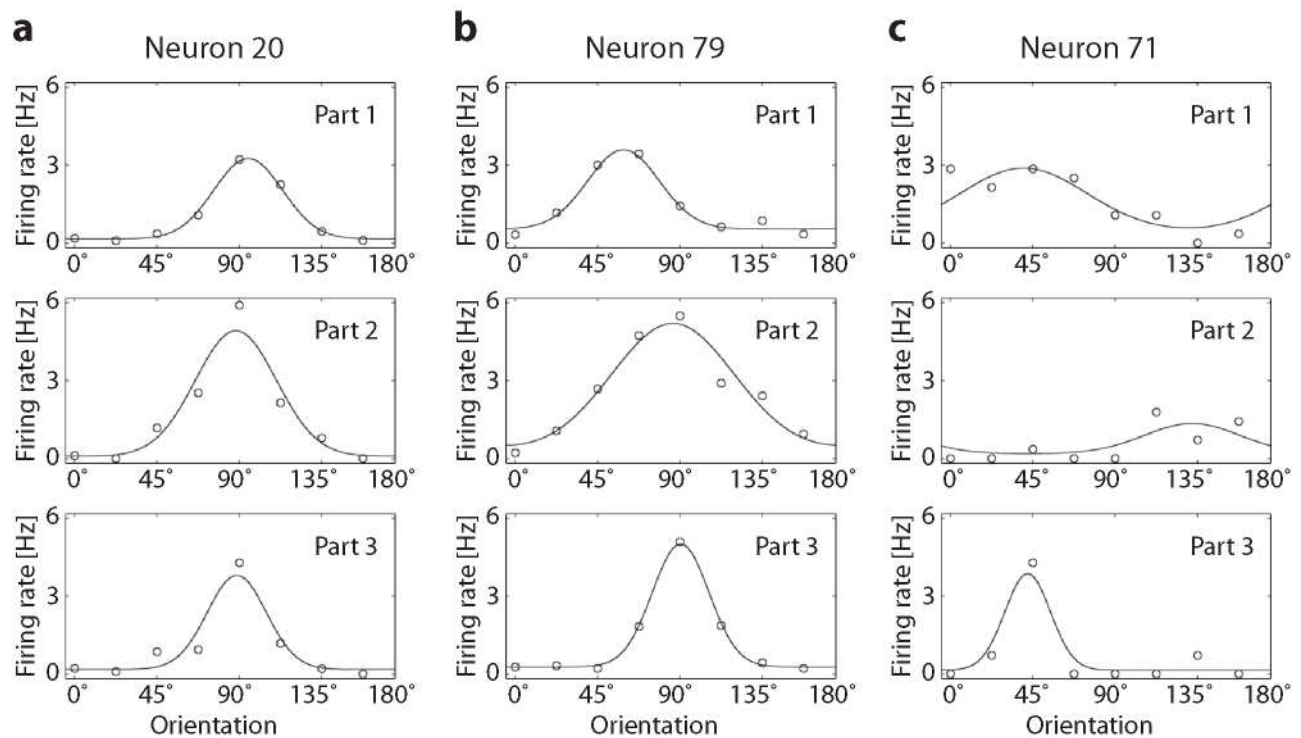 a
Neuron 20
b
Neuron 79
c
Neuron 71
Firing rate [Hz]
6
3
0
Part 1
0° 45° 90° 135° 180°
Firing rate [Hz]
6
3
0
Part 1
0° 45° 90° 135° 180°
Firing rate [Hz]
6
3
0
Part 1
0° 45° 90° 135° 180°
Firing rate [Hz]
6
3
0
Part 2
0° 45° 90° 135° 180°
Firing rate [Hz]
6
3
0
Part 2
0° 45° 90° 135° 180°
Firing rate [Hz]
6
3
0
Part 2
0° 45° 90° 135° 180°
Firing rate [Hz]
6
3
0
Part 3
0° 45° 90° 135° 180°
Orientation
Firing rate [Hz]
6
3
0
Part 3
0° 45° 90° 135° 180°
Orientation
Firing rate [Hz]
6
3
0
Part 3
0° 45° 90° 135° 180°
Orientation